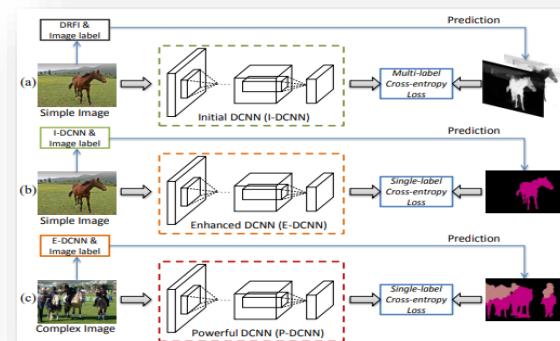 DRFI &
Image label
Prediction
(a)
Simple Image
Initial DCNN (I-DCNN)
Multi-label
Cross-entropy
Loss
I-DCNN &
Image label
Prediction
(b)
Simple Image
Enhanced DCNN (E-DCNN)
Single-label
Cross-entropy
Loss
E-DCNN &
Image label
Prediction
(c)
Complex Image
Powerful DCNN (P-DCNN)
Single-label
Cross-entropy
Loss